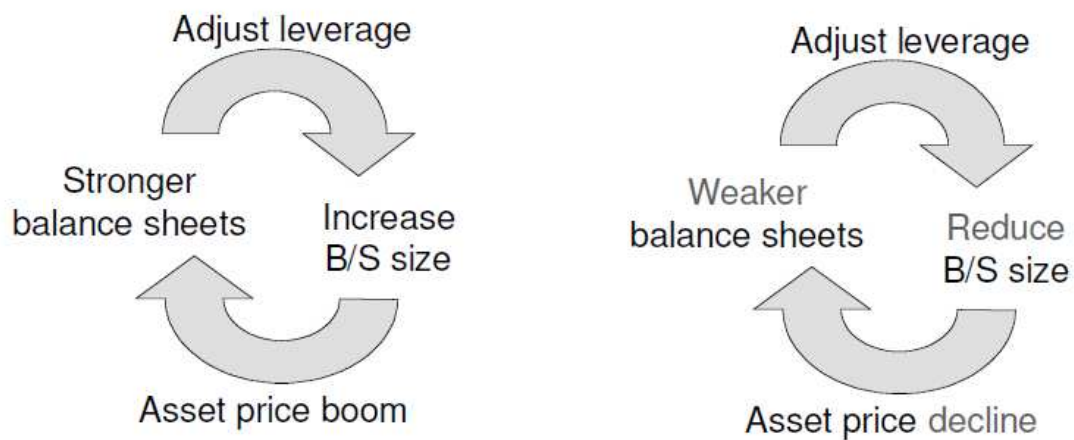 Adjust leverage
Stronger
balance sheets
Increase
B/S size
Asset price boom
Adjust leverage
Weaker
balance sheets
Reduce
B/S size
Asset price decline